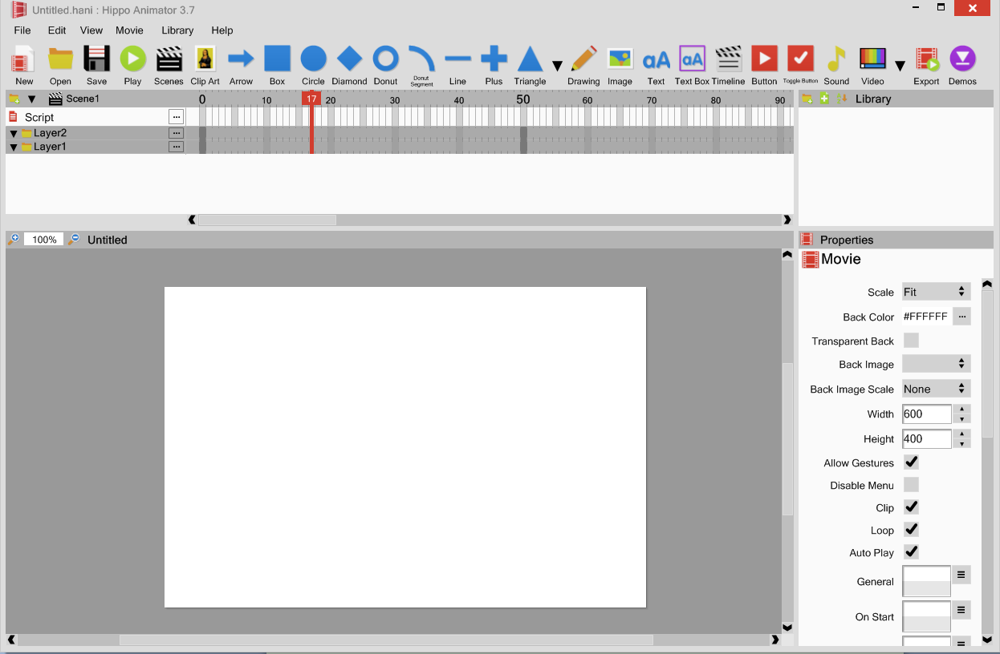 Untitled.hani : Hippo Animator 3.7
File Edit View Movie Library Help
New Open Save Play Scenes Clip Art Arrow Box Circle Diamond Donut Donut Segment Line Plus Triangle Drawing Image Text Text Box Timeline Button Toggle Button Sound Video Export Demos
Scene1 0 10 17 20 30 40 50 60 70 80 90 Library
Script ...
Layer2 ...
Layer1 ...
100% Untitled Properties
Movie
Scale Fit
Back Color #FFFFFF ...
Transparent Back
Back Image
Back Image Scale None
Width 600
Height 400
Allow Gestures
Disable Menu
Clip
Loop
Auto Play
General
On Start